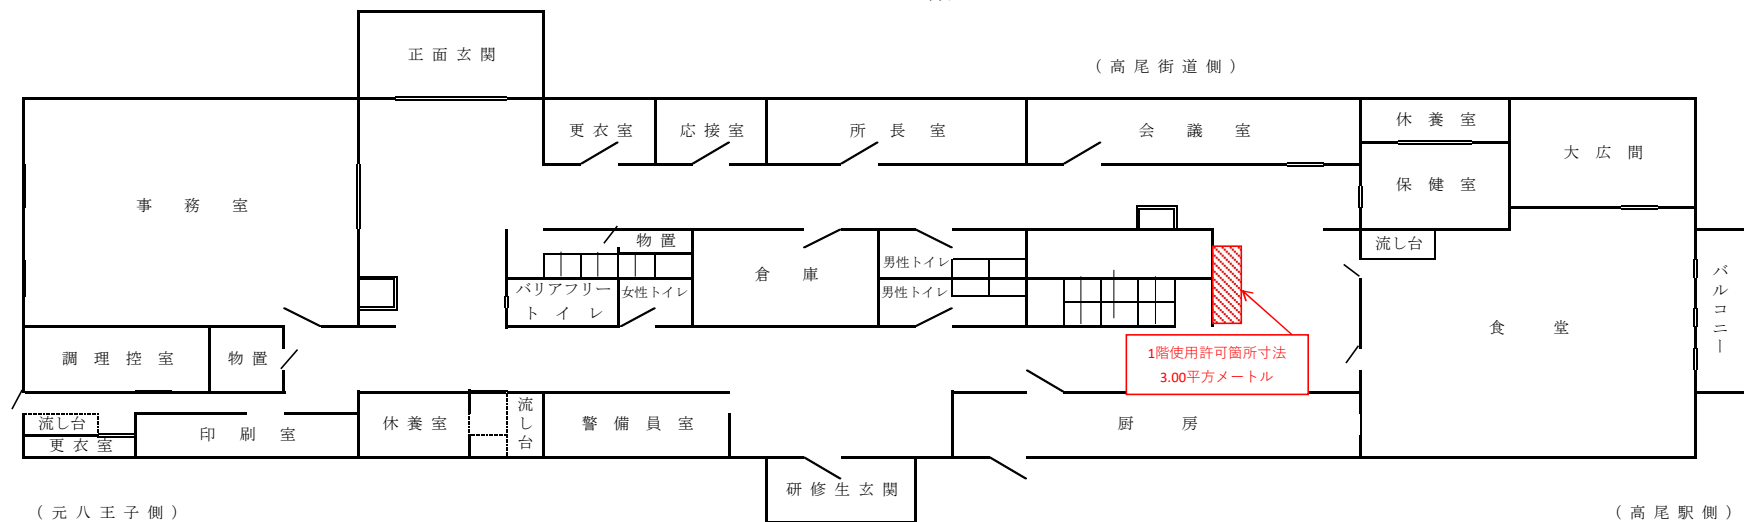 正面玄関
（高尾街道側）
更衣室
応接室
所長室
会議室
休養室
大広間
保健室
事務室
物置
倉庫
男性トイレ
流し台
バルコニー
バリアフリー
トイレ
女性トイレ
男性トイレ
食堂
1階使用許可箇所寸法
3.00平方メートル
調理控室
物置
流し台
更衣室
印刷室
休養室
流し台
警備員室
厨房
研修生玄関
（元八王子側）
（高尾駅側）